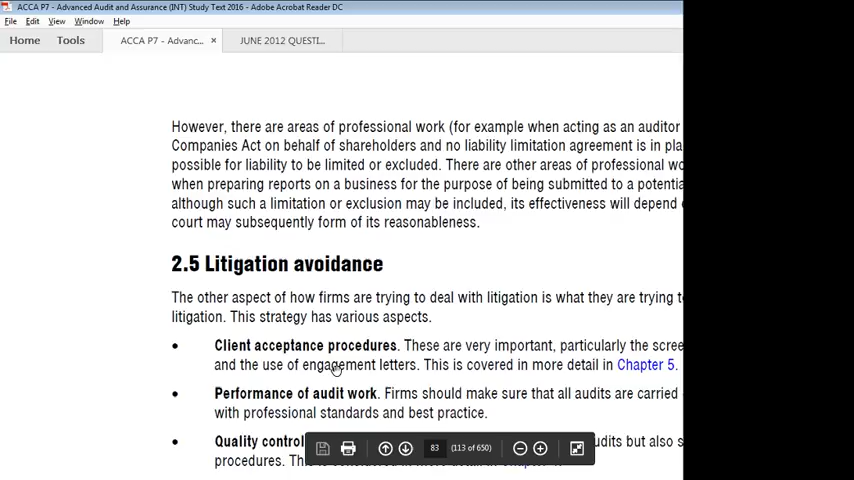 ACCA P7 - Advanced Audit and Assurance (INT) Study Text 2016 - Adobe Acrobat Reader DC
File Edit View Window Help
Home Tools ACCA P7 - Advanc... × JUNE 2012 QUESTI...
However, there are areas of professional work (for example when acting as an auditor
Companies Act on behalf of shareholders and no liability limitation agreement is in pla
possible for liability to be limited or excluded. There are other areas of professional wo
when preparing reports on a business for the purpose of being submitted to a potentia
although such a limitation or exclusion may be included, its effectiveness will depend
court may subsequently form of its reasonableness.
2.5 Litigation avoidance
The other aspect of how firms are trying to deal with litigation is what they are trying t
litigation. This strategy has various aspects.
• Client acceptance procedures. These are very important, particularly the scree
and the use of engagement letters. This is covered in more detail in Chapter 5.
• Performance of audit work. Firms should make sure that all audits are carried
with professional standards and best practice.
• Quality control udits but also s
83 (113 of 650)
procedures.